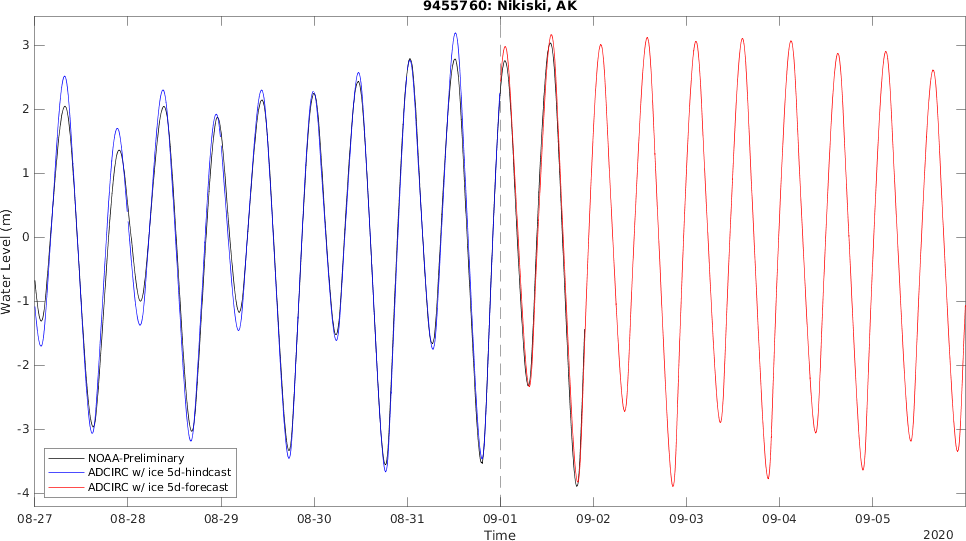 9455760: Nikiski, AK
Water Level (m)
3
2
1
0
-1
-2
-3
-4
NOAA-Preliminary
ADCIRC w/ ice 5d-hindcast
ADCIRC w/ ice 5d-forecast
08-27 08-28 08-29 08-30 08-31 09-01 09-02 09-03 09-04 09-05
Time
2020